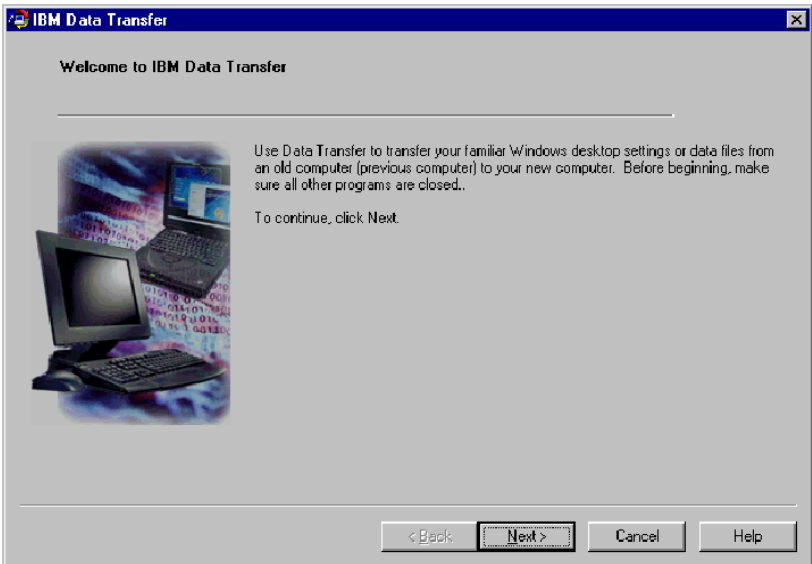 IBM Data Transfer
Welcome to IBM Data Transfer
Use Data Transfer to transfer your familiar Windows desktop settings or data files from
an old computer (previous computer) to your new computer. Before beginning, make
sure all other programs are closed..
To continue, click Next.
< Back
Next >
Cancel
Help